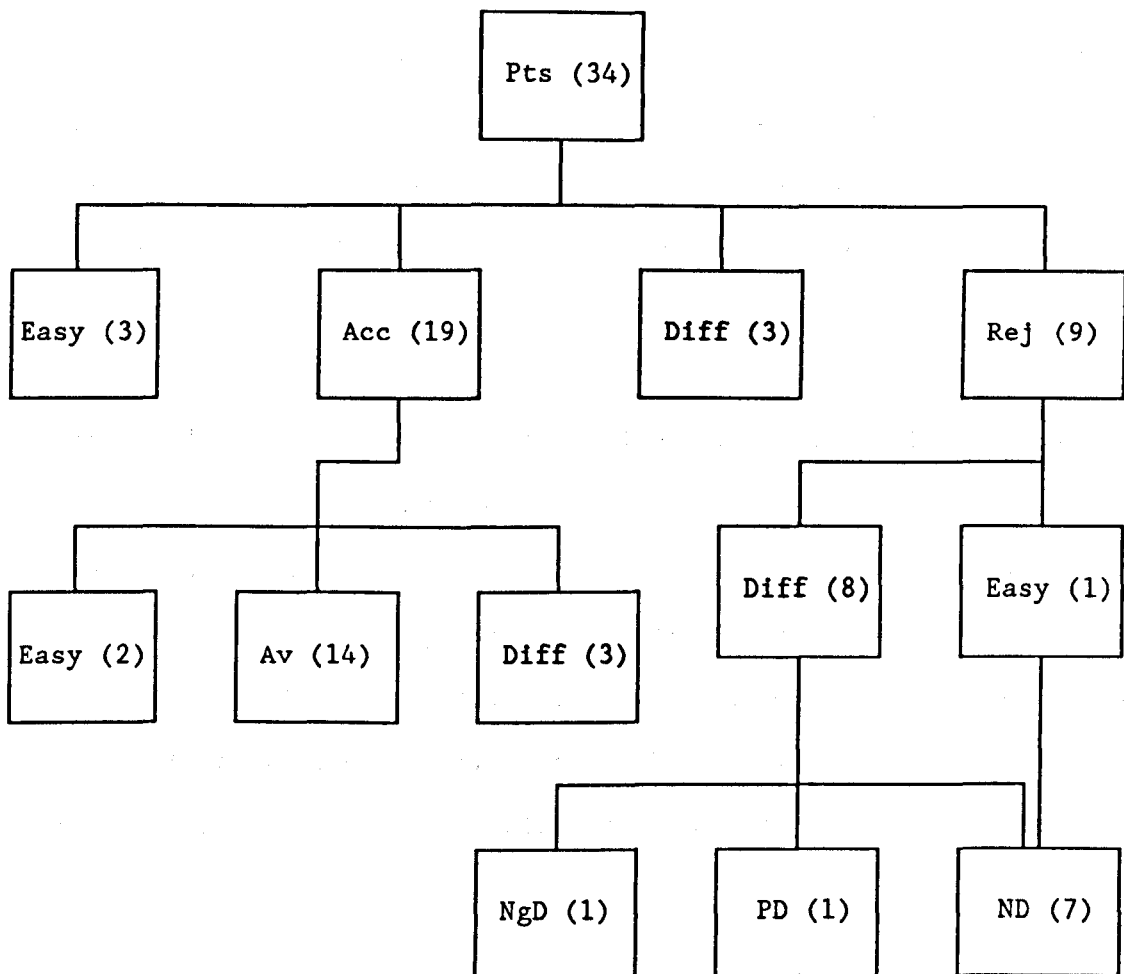 Pts (34)
Easy (3)
Acc (19)
Diff (3)
Rej (9)
Diff (8)
Easy (1)
Easy (2)
Av (14)
Diff (3)
NgD (1)
PD (1)
ND (7)